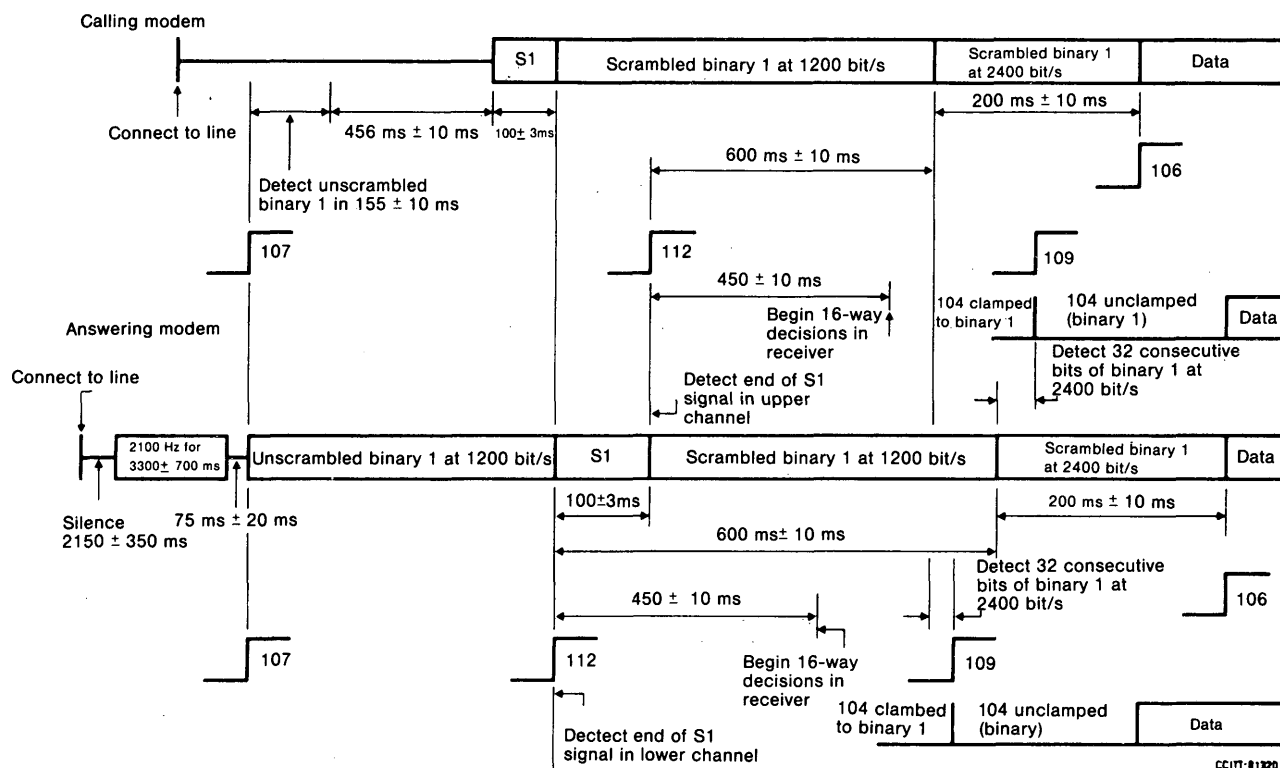 Calling modem
S1
Scrambled binary 1 at 1200 bit/s
Scrambled binary 1
at 2400 bit/s
Data
Connect to line
456 ms ± 10 ms
100± 3ms
200 ms ± 10 ms
Detect unscrambled
binary 1 in 155 ± 10 ms
600 ms ± 10 ms
106
107
112
109
450 ± 10 ms
Begin 16-way
decisions in
receiver
104 clamped
to binary 1
104 unclamped
(binary 1)
Data
Answering modem
Connect to line
Detect end of S1
signal in upper
channel
Detect 32 consecutive
bits of binary 1 at
2400 bit/s
2100 Hz for
3300± 700 ms
Unscrambled binary 1 at 1200 bit/s
S1
Scrambled binary 1 at 1200 bit/s
Scrambled binary 1
at 2400 bit/s
Data
Silence
2150 ± 350 ms
75 ms ± 20 ms
100±3ms
200 ms ± 10 ms
600 ms± 10 ms
Detect 32 consecutive
bits of binary 1 at
2400 bit/s
450 ± 10 ms
106
107
112
Begin 16-way
decisions in
receiver
109
Dectect end of S1
signal in lower channel
104 clambed
to binary 1
104 unclamped
(binary)
Data
CCITT-81320